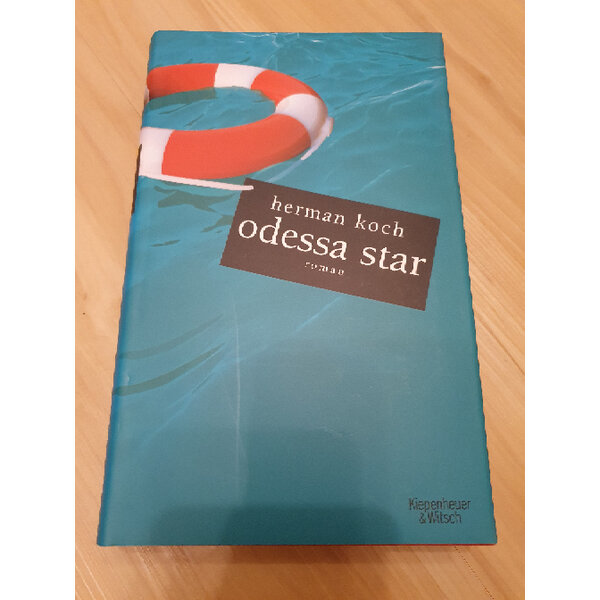 herman koch
odessa star
roman
Kiepenheuer
& Witsch